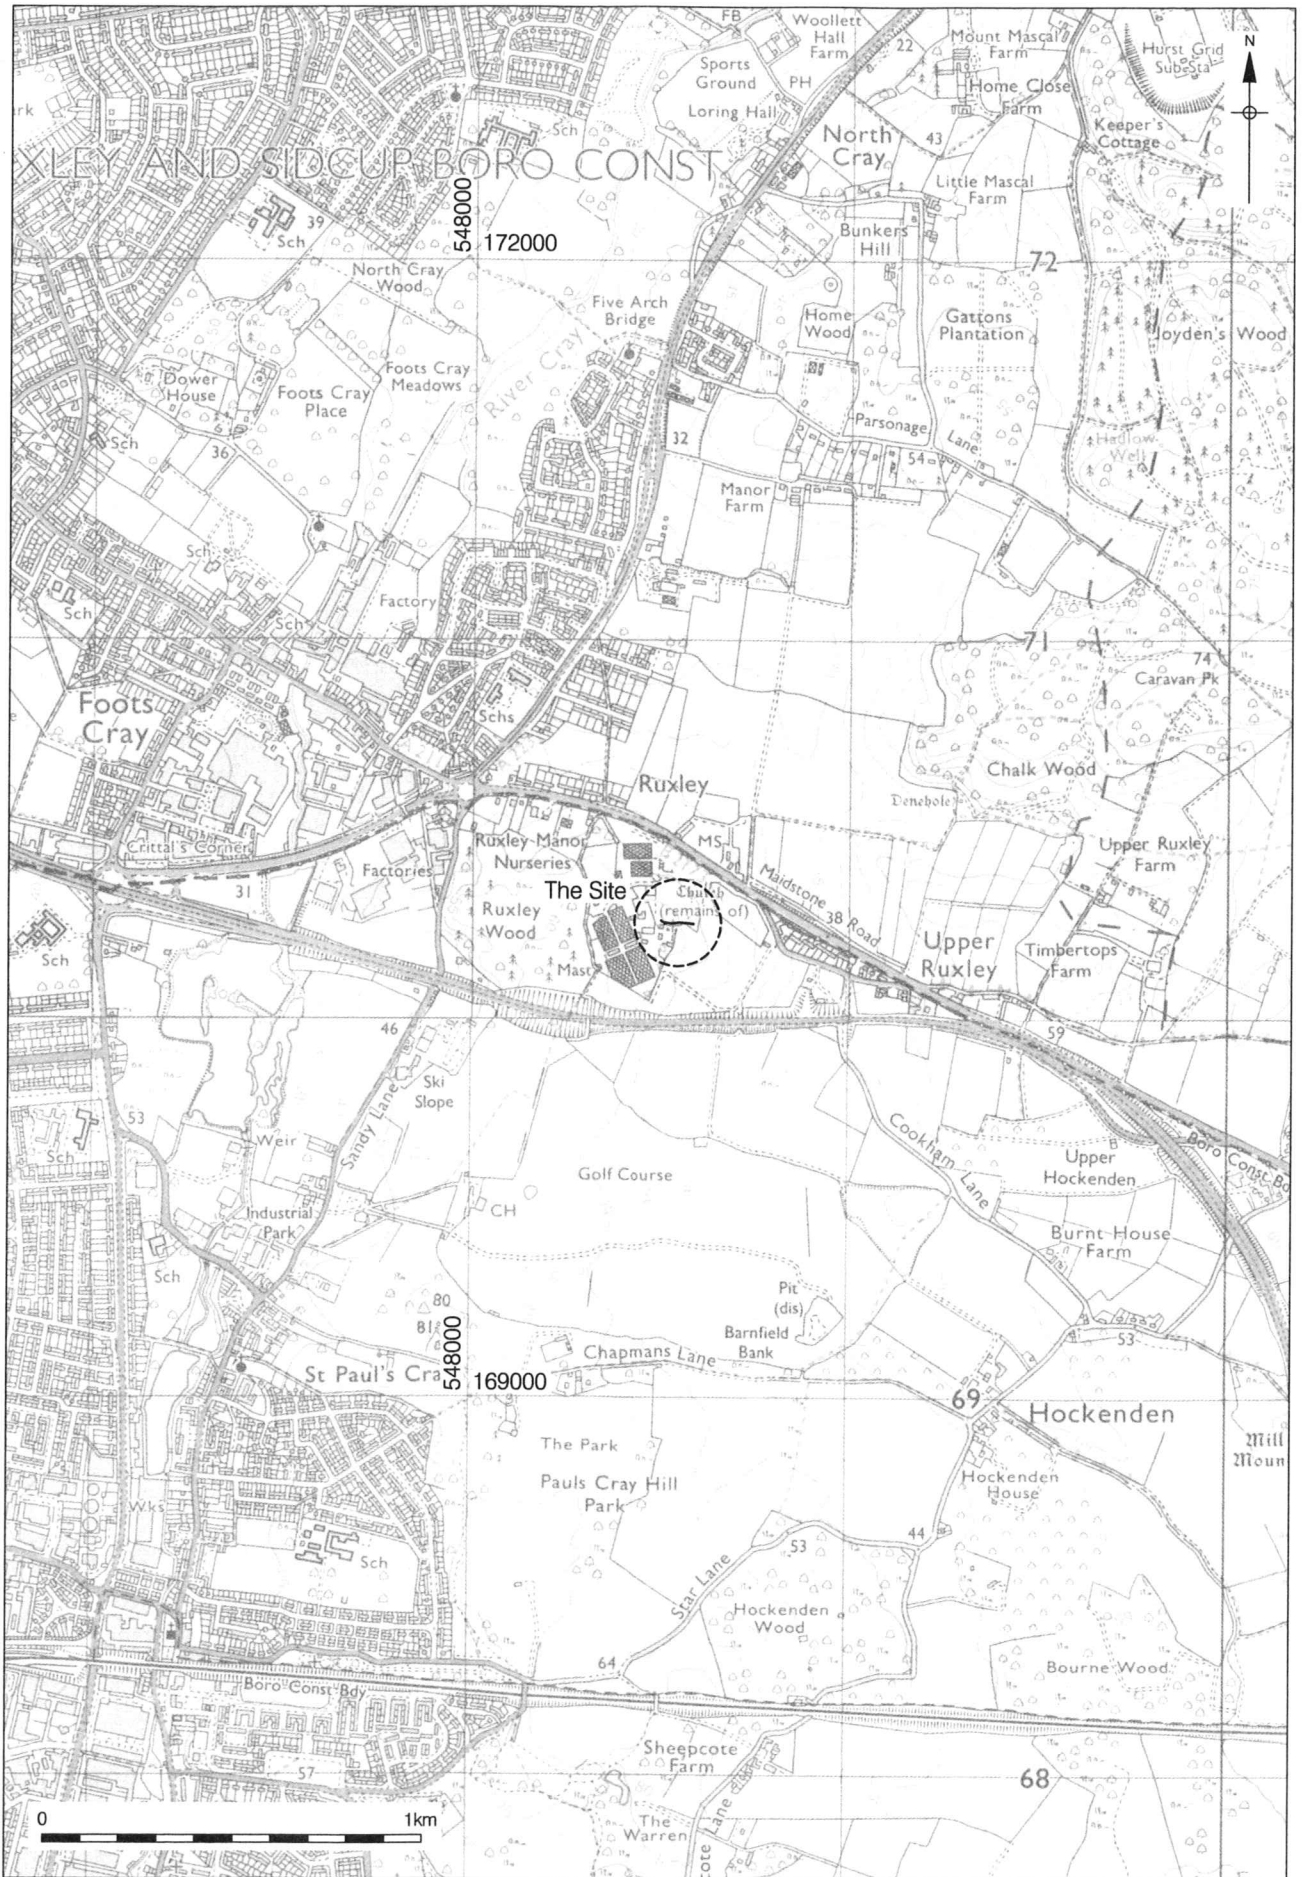 FB
Woollett
Hall
Farm
22
Mount Mascal
Farm
Hurst Grid
Sub Sta
N
Sports
Ground
PH
Home Close
Farm
ark
Loring Hall
Sch
North
Cray
43
Keeper's
Cottage
XLEY AND SIDCUP BORO CONST
Little Mascal
Farm
39
Sch
548000
172000
Bunkers
Hill
72
North Cray
Wood
Five Arch
Bridge
Home
Wood
Gattons
Plantation
Joyden's Wood
River Cray
Foots Cray
Meadows
Dower
House
Foots Cray
Place
Sch
36
32
Parsonage
Lane
54
Hadlow
Well
Manor
Farm
Sch
Factory
Sch
Sch
71
74
Caravan Pk
Foots
Cray
Schs
Chalk Wood
Ruxley
Denehole
Crittal's Corner
Ruxley Manor
Nurseries
MS
Upper Ruxley
Farm
31
Factories
The Site
Church
(remains of)
Maidstone
38
Road
Ruxley
Wood
Upper
Ruxley
Timbertops
Farm
Sch
Mast
46
59
Ski
Slope
53
Sch
Weir
Sandy Lane
Cookham
Lane
Boro Const Bd
Upper
Hockenden
Golf Course
CH
Industrial
Park
Burnt House
Farm
Sch
Pit
(dis)
80
81
Barnfield
Bank
53
548000
169000
St Paul's Cra
Chapmans Lane
69
Hockenden
Mill
Moun
The Park
Pauls Cray Hill
Park
Hockenden
House
Wks
Sch
44
53
Star Lane
Hockenden
Wood
64
Bourne Wood
Boro Const Bdy
Sheepcote
Farm
57
68
0
1km
The
Warren
cote Lane